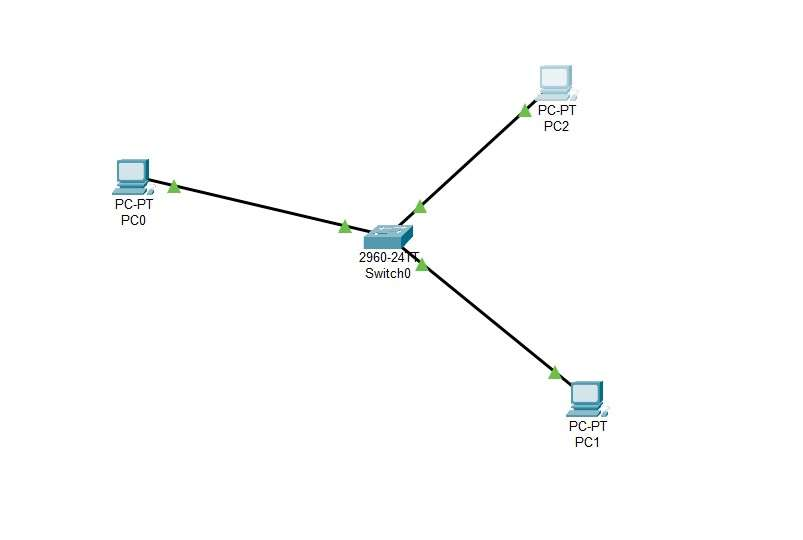 PC-PT
PC2
PC-PT
PC0
2960-24TT
Switch0
PC-PT
PC1